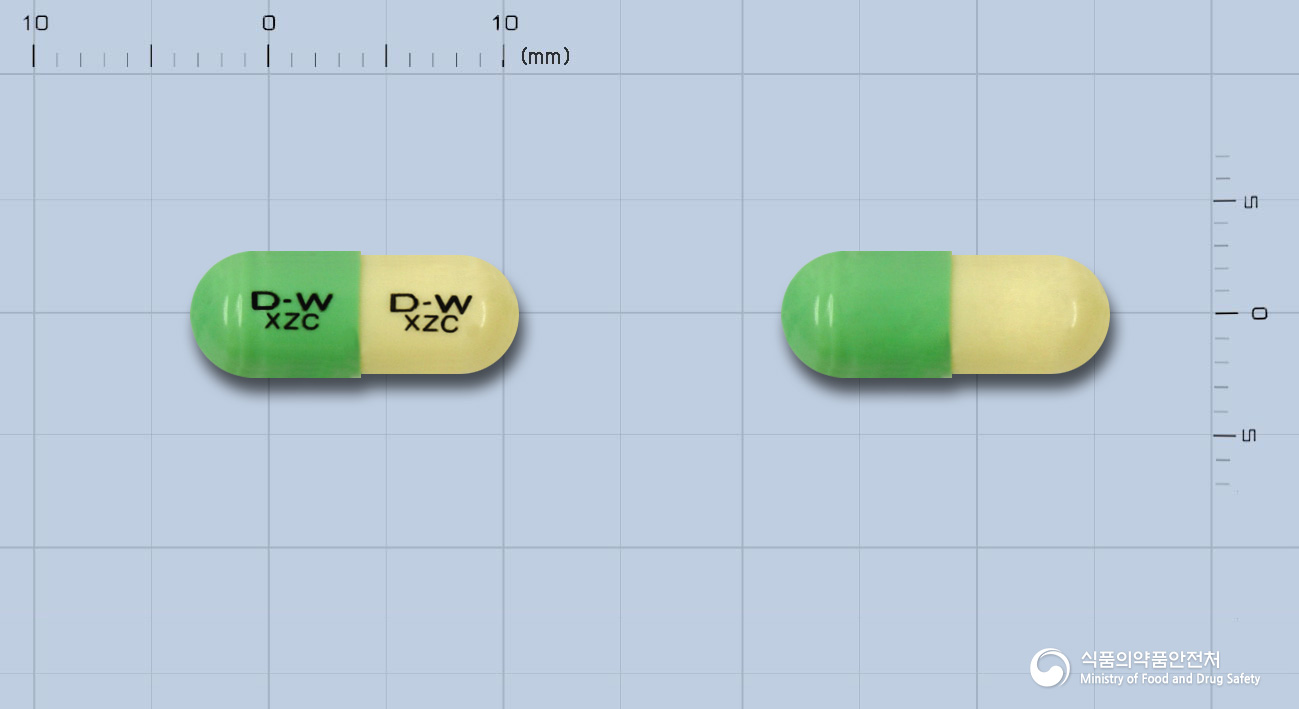 10 0 10
(mm)
D-W
XZC
D-W
XZC
5
0
5
식품의약품안전처
Ministry of Food and Drug Safety